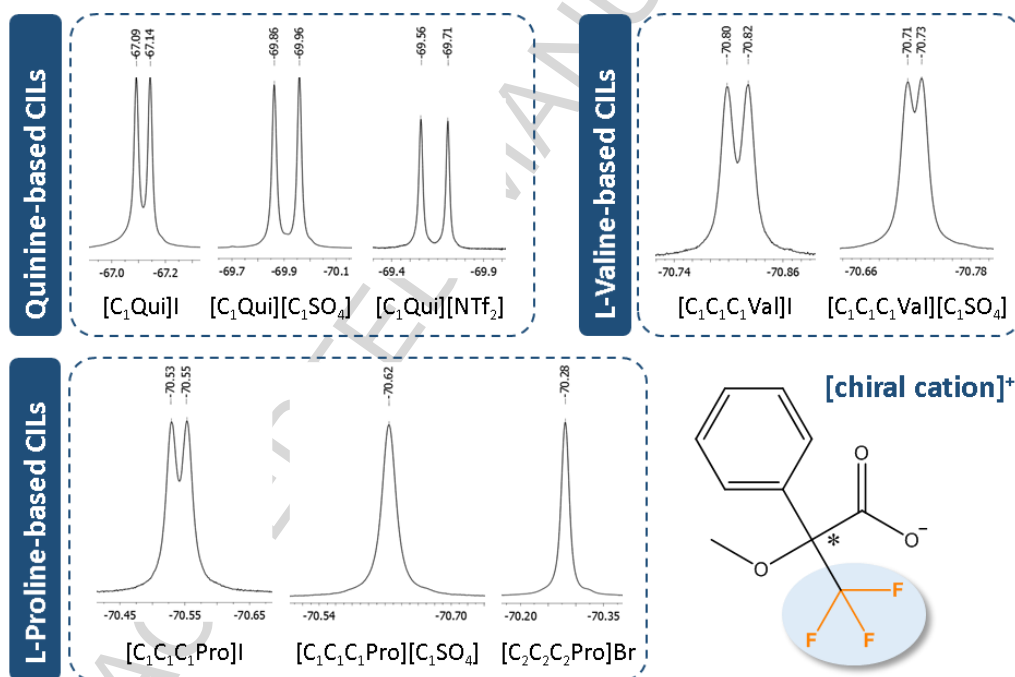 Quinine-based CILs
-67.09
-67.14
-67.0 -67.2
[C₁Qui]I
-69.86
-69.96
-69.7 -69.9 -70.1
[C₁Qui][C₁SO₄]
-69.56
-69.71
-69.4 -69.9
[C₁Qui][NTf₂]
L-Valine-based CILs
-70.80
-70.82
-70.74 -70.86
[C₁C₁C₁Val]I
-70.71
-70.73
-70.66 -70.78
[C₁C₁C₁Val][C₁SO₄]
L-Proline-based CILs
-70.53
-70.55
-70.45 -70.55 -70.65
[C₁C₁C₁Pro]I
-70.62
-70.54 -70.70
[C₁C₁C₁Pro][C₁SO₄]
-70.28
-70.20 -70.35
[C₂C₂C₂Pro]Br
[chiral cation]⁺
O
O⁻
*
O
F
F
F